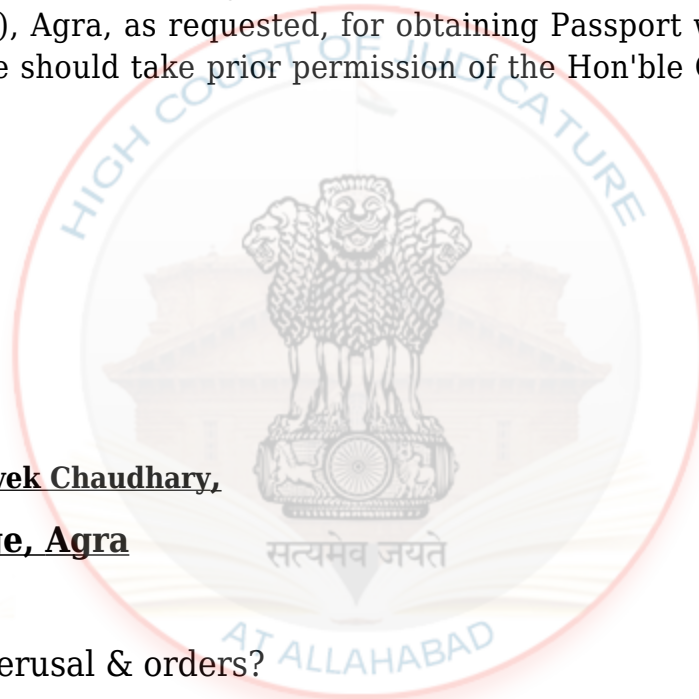 ), Agra, as requested, for obtaining Passport
e should take prior permission of the Hon'ble
HIGH COURT OF JUDICATURE
vek Chaudhary,
ge, Agra
सत्यमेव जयते
AT ALLAHABAD
erusal & orders?